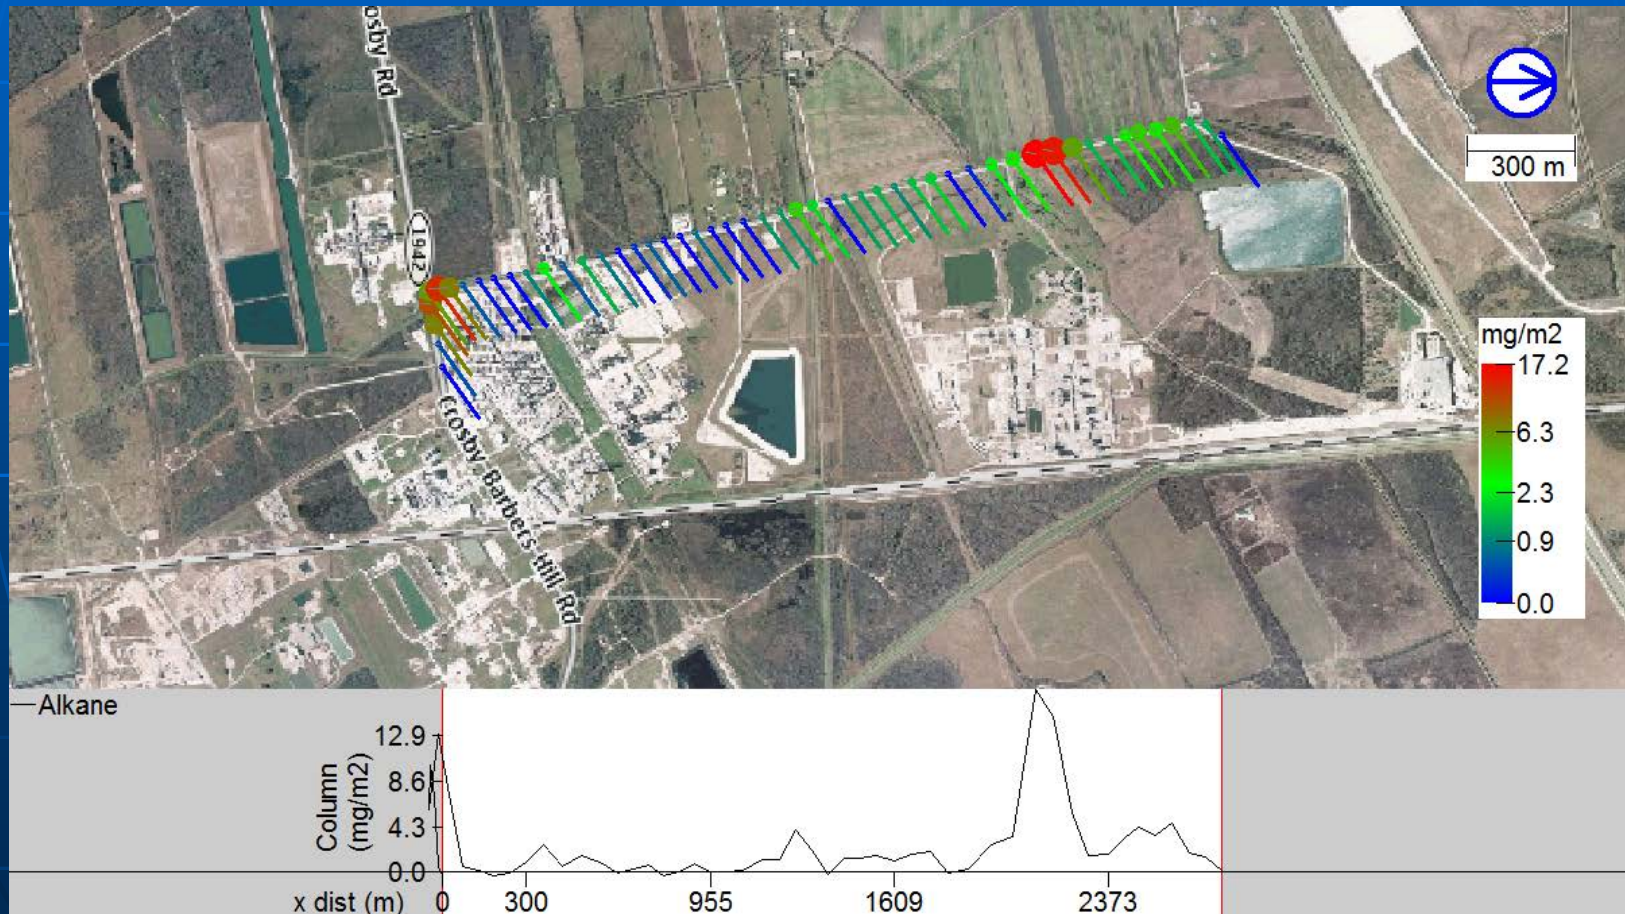 osby Rd
1942
Crosby Barbers Hill Rd
300 m
mg/m2
17.2
6.3
2.3
0.9
0.0
Alkane
Column
(mg/m2)
12.9
8.6
4.3
0.0
x dist (m) 0 300 955 1609 2373